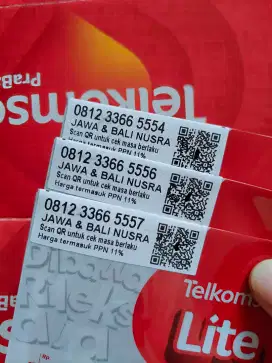 Telkomsel
PraB
0812 3366 5554
JAWA & BALI NUSRA
Scan QR untuk cek masa berlaku
Harga termasuk PPN 11%
0812 3366 5556
JAWA & BALI NUSRA
Scan QR untuk cek masa berlaku
Harga termasuk PPN 11%
0812 3366 5557
JAWA & BALI NUSRA
Scan QR untuk cek masa berlaku
Harga termasuk PPN 11%
Telkoms
Lite